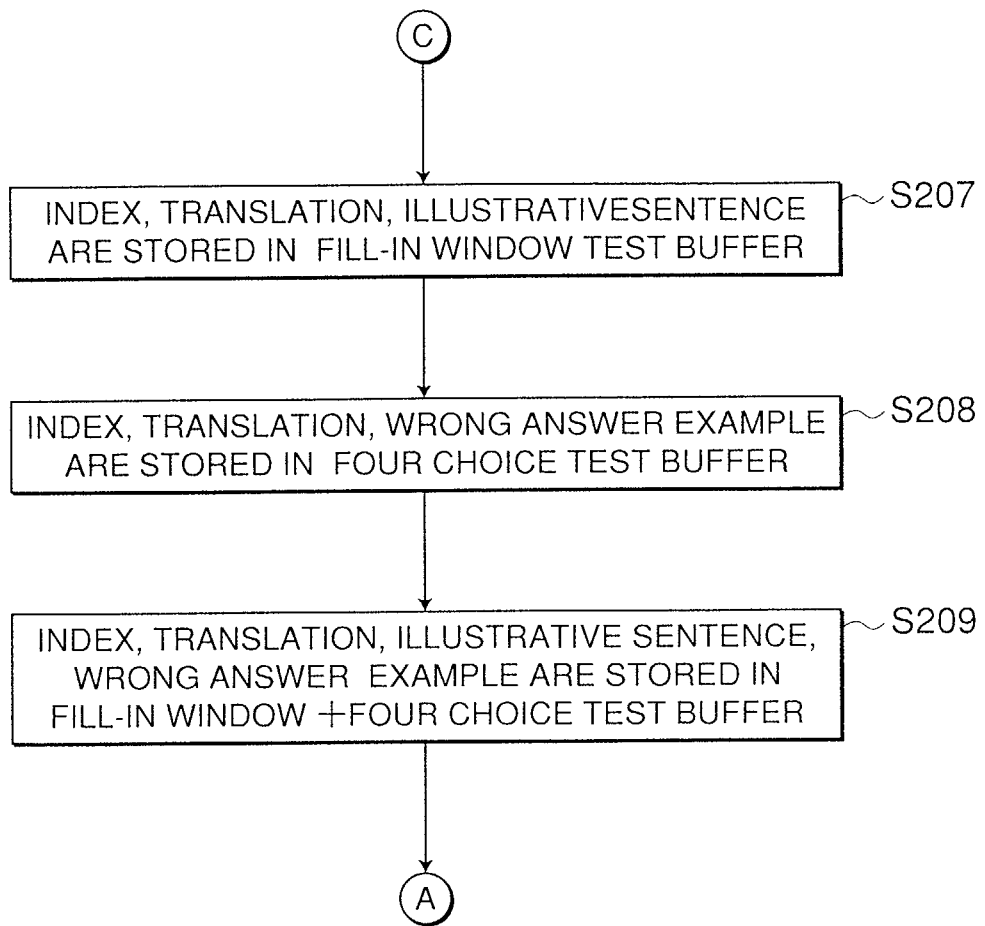 C
INDEX, TRANSLATION, ILLUSTRATIVESENTENCE
ARE STORED IN FILL-IN WINDOW TEST BUFFER
S207
INDEX, TRANSLATION, WRONG ANSWER EXAMPLE
ARE STORED IN FOUR CHOICE TEST BUFFER
S208
INDEX, TRANSLATION, ILLUSTRATIVE SENTENCE,
WRONG ANSWER EXAMPLE ARE STORED IN
FILL-IN WINDOW +FOUR CHOICE TEST BUFFER
S209
A